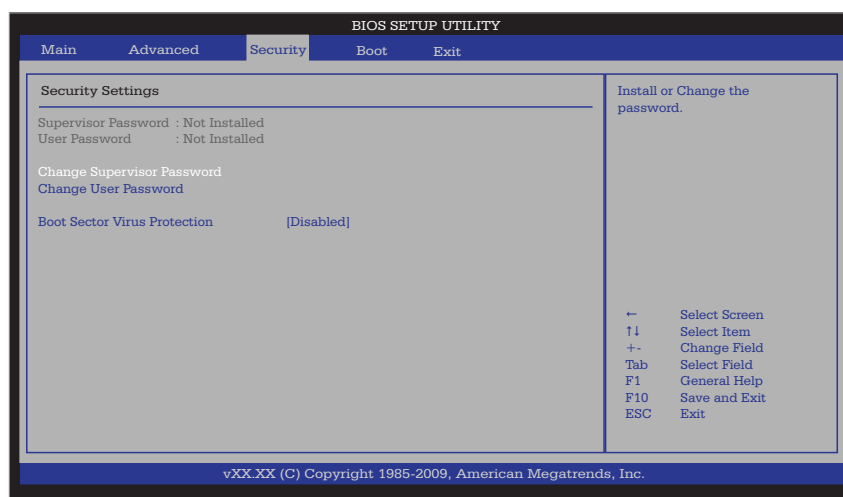 BIOS SETUP UTILITY
Main Advanced Security Boot Exit
Security Settings
Supervisor Password : Not Installed
User Password : Not Installed
Change Supervisor Password
Change User Password
Boot Sector Virus Protection [Disabled]
Install or Change the
password.
← Select Screen
↑↓ Select Item
+- Change Field
Tab Select Field
F1 General Help
F10 Save and Exit
ESC Exit
vXX.XX (C) Copyright 1985-2009, American Megatrends, Inc.